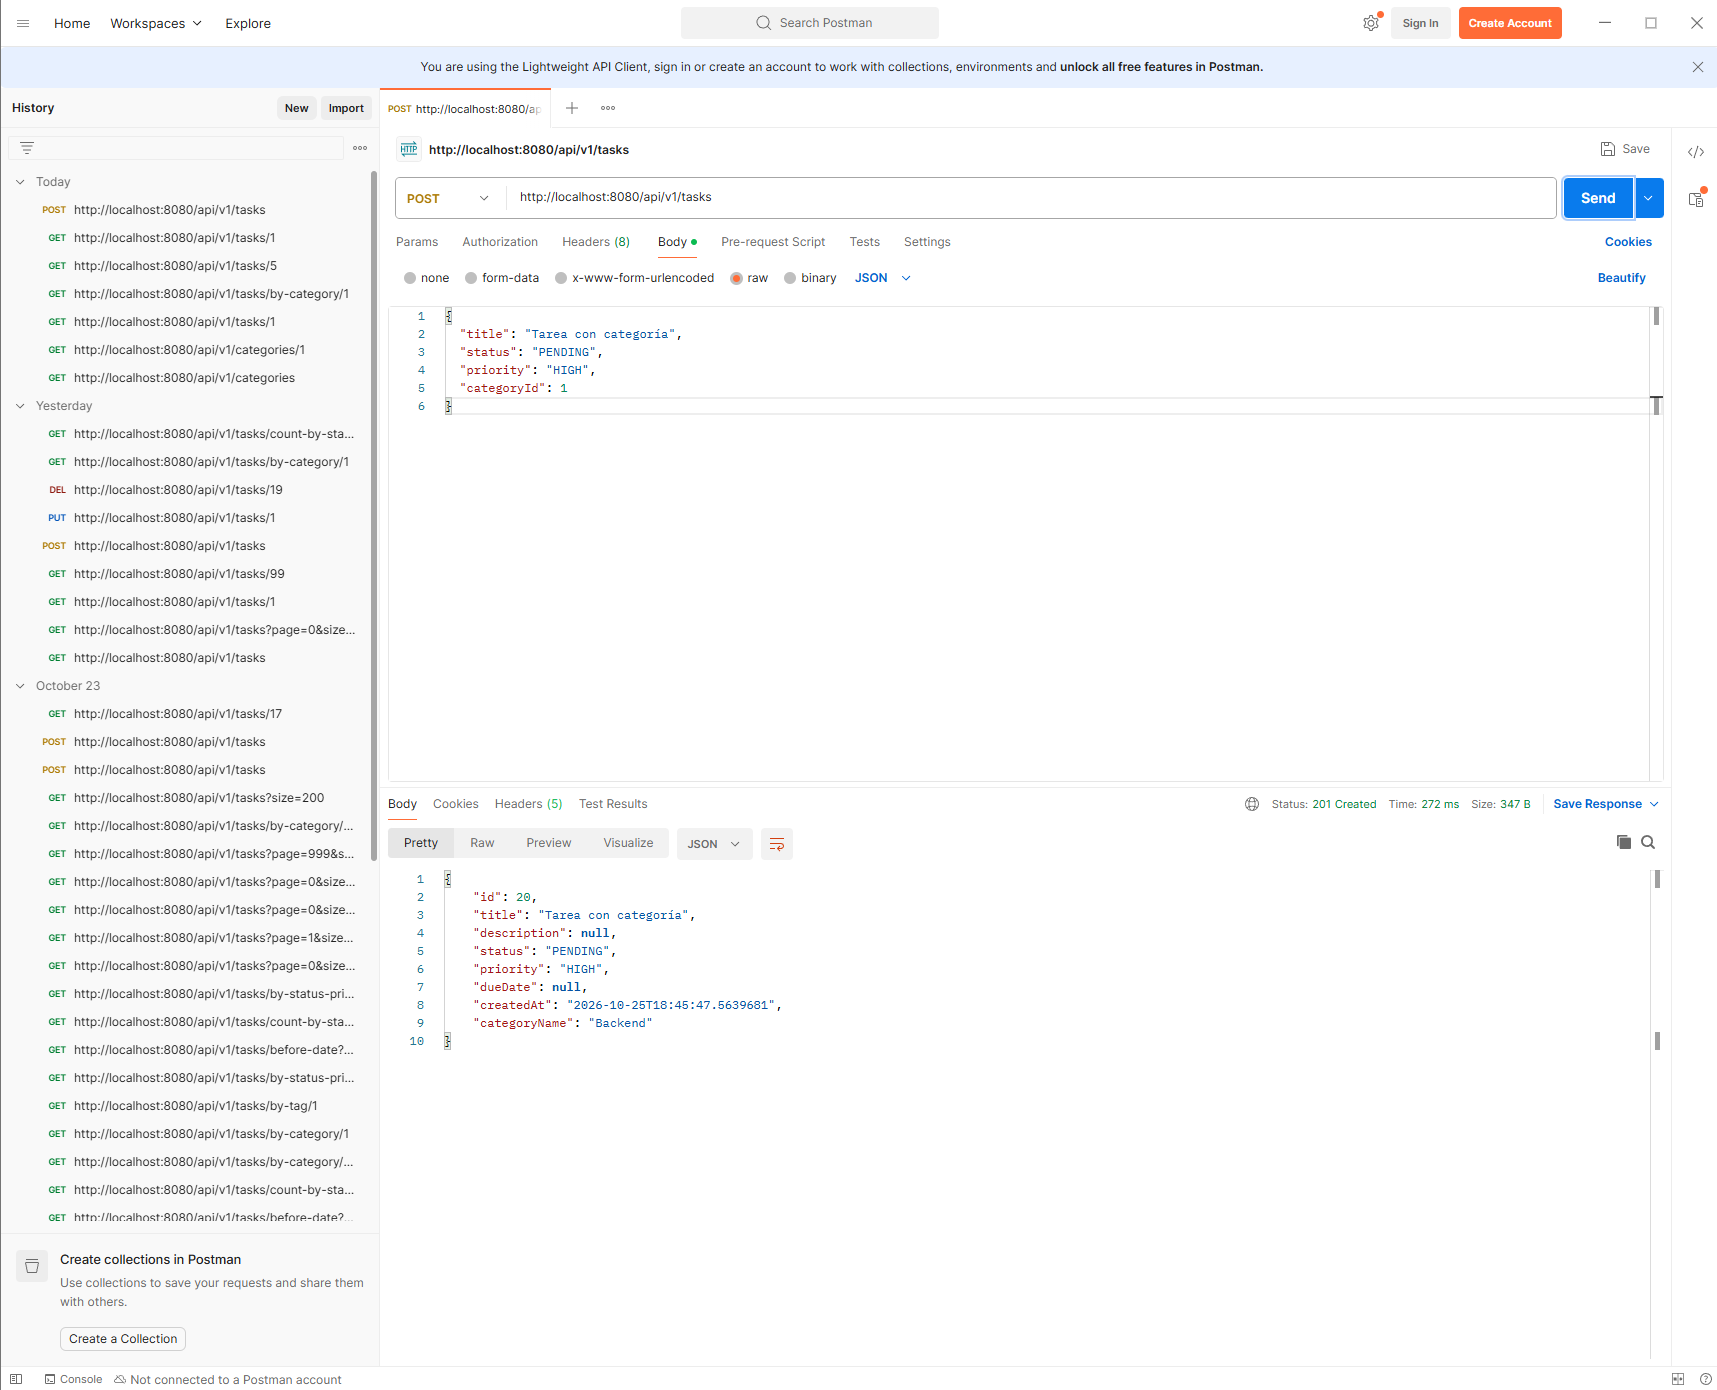 Home Workspaces Explore Search Postman Sign In Create Account
You are using the Lightweight API Client, sign in or create an account to work with collections, environments and unlock all free features in Postman.
History New Import
Today
POST http://localhost:8080/api/v1/tasks
GET http://localhost:8080/api/v1/tasks/1
GET http://localhost:8080/api/v1/tasks/5
GET http://localhost:8080/api/v1/tasks/by-category/1
GET http://localhost:8080/api/v1/tasks/1
GET http://localhost:8080/api/v1/categories/1
GET http://localhost:8080/api/v1/categories
Yesterday
GET http://localhost:8080/api/v1/tasks/count-by-sta...
GET http://localhost:8080/api/v1/tasks/by-category/1
DEL http://localhost:8080/api/v1/tasks/19
PUT http://localhost:8080/api/v1/tasks/1
POST http://localhost:8080/api/v1/tasks
GET http://localhost:8080/api/v1/tasks/99
GET http://localhost:8080/api/v1/tasks/1
GET http://localhost:8080/api/v1/tasks?page=0&size...
GET http://localhost:8080/api/v1/tasks
October 23
GET http://localhost:8080/api/v1/tasks/17
POST http://localhost:8080/api/v1/tasks
POST http://localhost:8080/api/v1/tasks
GET http://localhost:8080/api/v1/tasks?size=200
GET http://localhost:8080/api/v1/tasks/by-category/...
GET http://localhost:8080/api/v1/tasks?page=999&s...
GET http://localhost:8080/api/v1/tasks?page=0&size...
GET http://localhost:8080/api/v1/tasks?page=0&size...
GET http://localhost:8080/api/v1/tasks?page=1&size...
GET http://localhost:8080/api/v1/tasks?page=0&size...
GET http://localhost:8080/api/v1/tasks/by-status-pri...
GET http://localhost:8080/api/v1/tasks/count-by-sta...
GET http://localhost:8080/api/v1/tasks/before-date?...
GET http://localhost:8080/api/v1/tasks/by-status-pri...
GET http://localhost:8080/api/v1/tasks/by-tag/1
GET http://localhost:8080/api/v1/tasks/by-category/1
GET http://localhost:8080/api/v1/tasks/by-category/...
GET http://localhost:8080/api/v1/tasks/count-by-sta...
GET http://localhost:8080/api/v1/tasks/before-date?...
Create collections in Postman
Use collections to save your requests and share them
with others.
Create a Collection
POST http://localhost:8080/ap
HTTP http://localhost:8080/api/v1/tasks Save
POST http://localhost:8080/api/v1/tasks Send
Params Authorization Headers (8) Body Pre-request Script Tests Settings Cookies
none form-data x-www-form-urlencoded raw binary JSON Beautify
1 {
2 "title": "Tarea con categoría",
3 "status": "PENDING",
4 "priority": "HIGH",
5 "categoryId": 1
6 }
Body Cookies Headers (5) Test Results Status: 201 Created Time: 272 ms Size: 347 B Save Response
Pretty Raw Preview Visualize JSON
1 {
2 "id": 20,
3 "title": "Tarea con categoría",
4 "description": null,
5 "status": "PENDING",
6 "priority": "HIGH",
7 "dueDate": null,
8 "createdAt": "2026-10-25T18:45:47.5639681",
9 "categoryName": "Backend"
10 }
Console Not connected to a Postman account